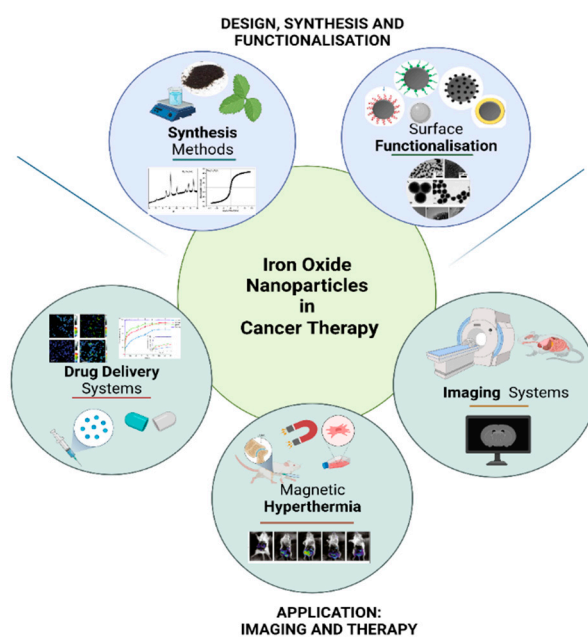 DESIGN, SYNTHESIS AND
FUNCTIONALISATION
Synthesis
Methods
Surface
Functionalisation
Iron Oxide
Nanoparticles
in
Cancer Therapy
Drug Delivery
Systems
Imaging Systems
Magnetic
Hyperthermia
APPLICATION:
IMAGING AND THERAPY